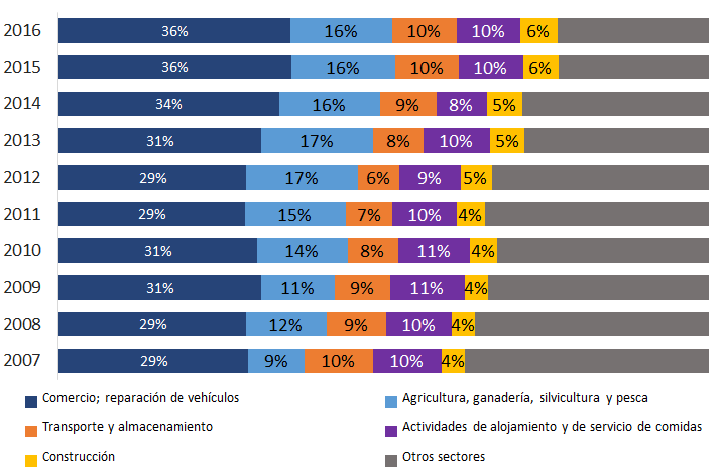 2016 36% 16% 10% 10% 6%
2015 36% 16% 10% 10% 6%
2014 34% 16% 9% 8% 5%
2013 31% 17% 8% 10% 5%
2012 29% 17% 6% 9% 5%
2011 29% 15% 7% 10% 4%
2010 31% 14% 8% 11% 4%
2009 31% 11% 9% 11% 4%
2008 29% 12% 9% 10% 4%
2007 29% 9% 10% 10% 4%
Comercio; reparación de vehículos Agricultura, ganadería, silvicultura y pesca
Transporte y almacenamiento Actividades de alojamiento y de servicio de comidas
Construcción Otros sectores